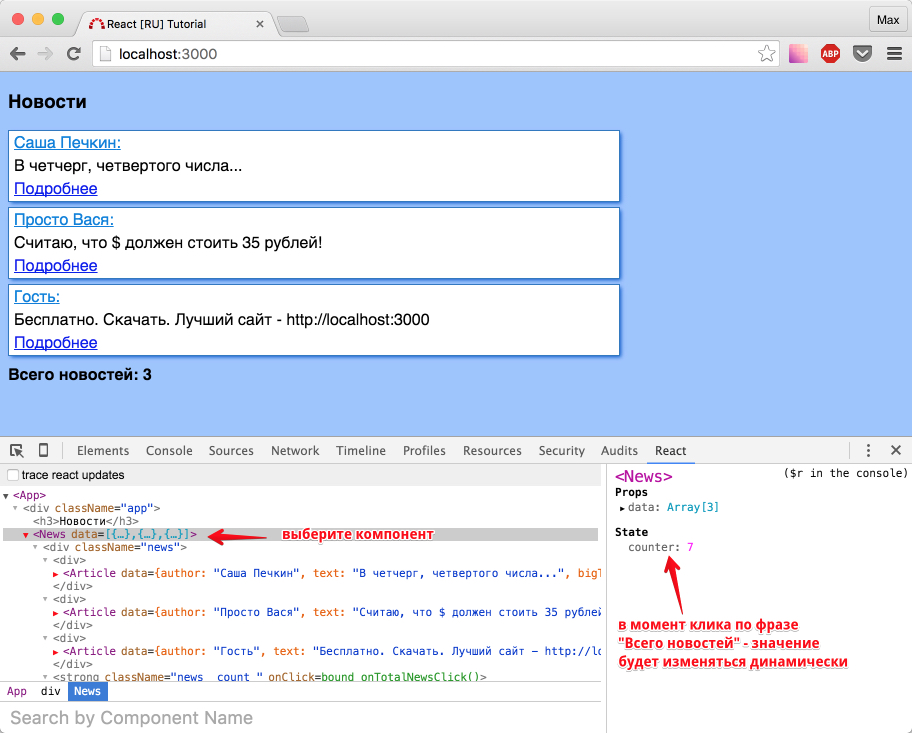 React [RU] Tutorial
Max
localhost:3000
ABP
Новости
Саша Печкин:
В четчерг, четвертого числа...
Подробнее
Просто Вася:
Считаю, что $ должен стоить 35 рублей!
Подробнее
Гость:
Бесплатно. Скачать. Лучший сайт - http://localhost:3000
Подробнее
Всего новостей: 3
Elements Console Sources Network Timeline Profiles Resources Security Audits React
trace react updates
<App>
<div className="app">
<h3>Новости</h3>
<News data=[{…},{…},{…}]>
выберите компонент
<div className="news">
<div>
<Article data={author: "Саша Печкин", text: "В четчерг, четвертого числа...", bigT
</div>
<div>
<Article data={author: "Просто Вася", text: "Считаю, что $ должен стоить 35 рублей
</div>
<div>
<Article data={author: "Гость", text: "Бесплатно. Скачать. Лучший сайт – http://lo
</div>
<strong className="news__count " onClick=bound onTotalNewsClick()>
App div News
Search by Component Name
<News>
($r in the console)
Props
data: Array[3]
State
counter: 7
в момент клика по фразе
"Всего новостей" - значение
будет изменяться динамически